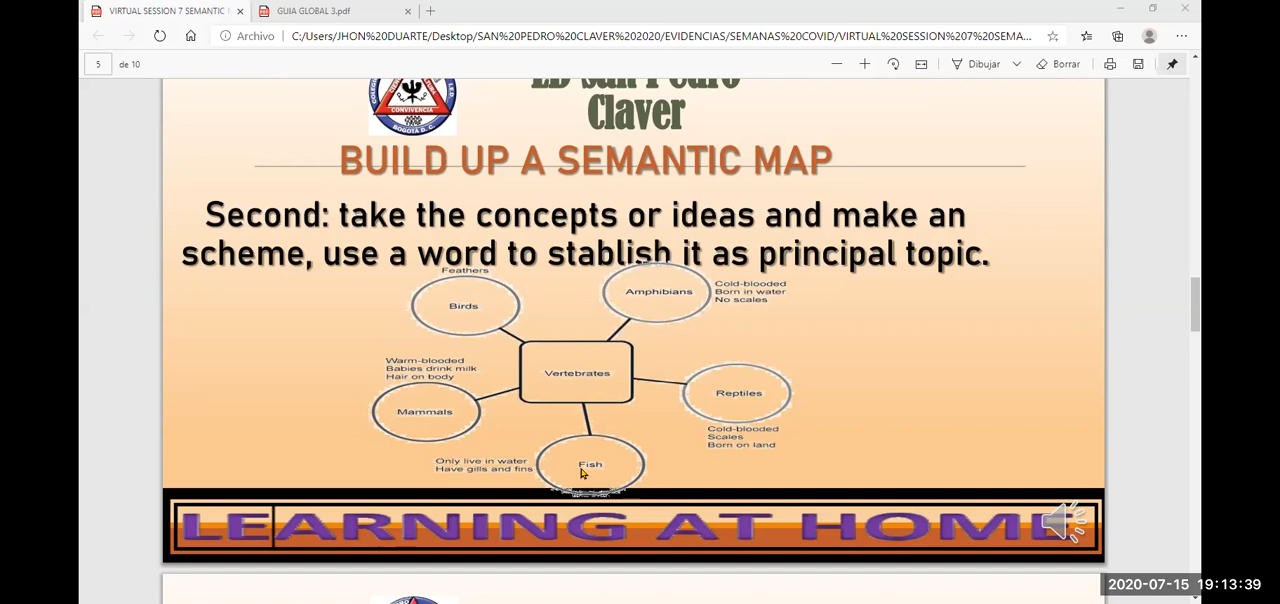 VIRTUAL SESSION 7 SEMANTIC
GUIA GLOBAL 3.pdf
Archivo
C:/Users/JHON%20DUARTE/Desktop/SAN%20PEDRO%20CLAVER%202020/EVIDENCIAS/SEMANAS%20COVID/VIRTUAL%20SESSION%207%20SEMA...
5 de 10
Dibujar
Borrar
Claver
CONVIVENCIA
BOGOTÁ D.C.
BUILD UP A SEMANTIC MAP
Second: take the concepts or ideas and make an
scheme, use a word to stablish it as principal topic.
Feathers
Birds
Amphibians
Cold-blooded
Born in water
No scales
Warm-blooded
Babies drink milk
Hair on body
Vertebrates
Mammals
Reptiles
Cold-blooded
Scales
Born on land
Only live in water
Have gills and fins
Fish
LEARNING AT HOME
2020-07-15 19:13:39